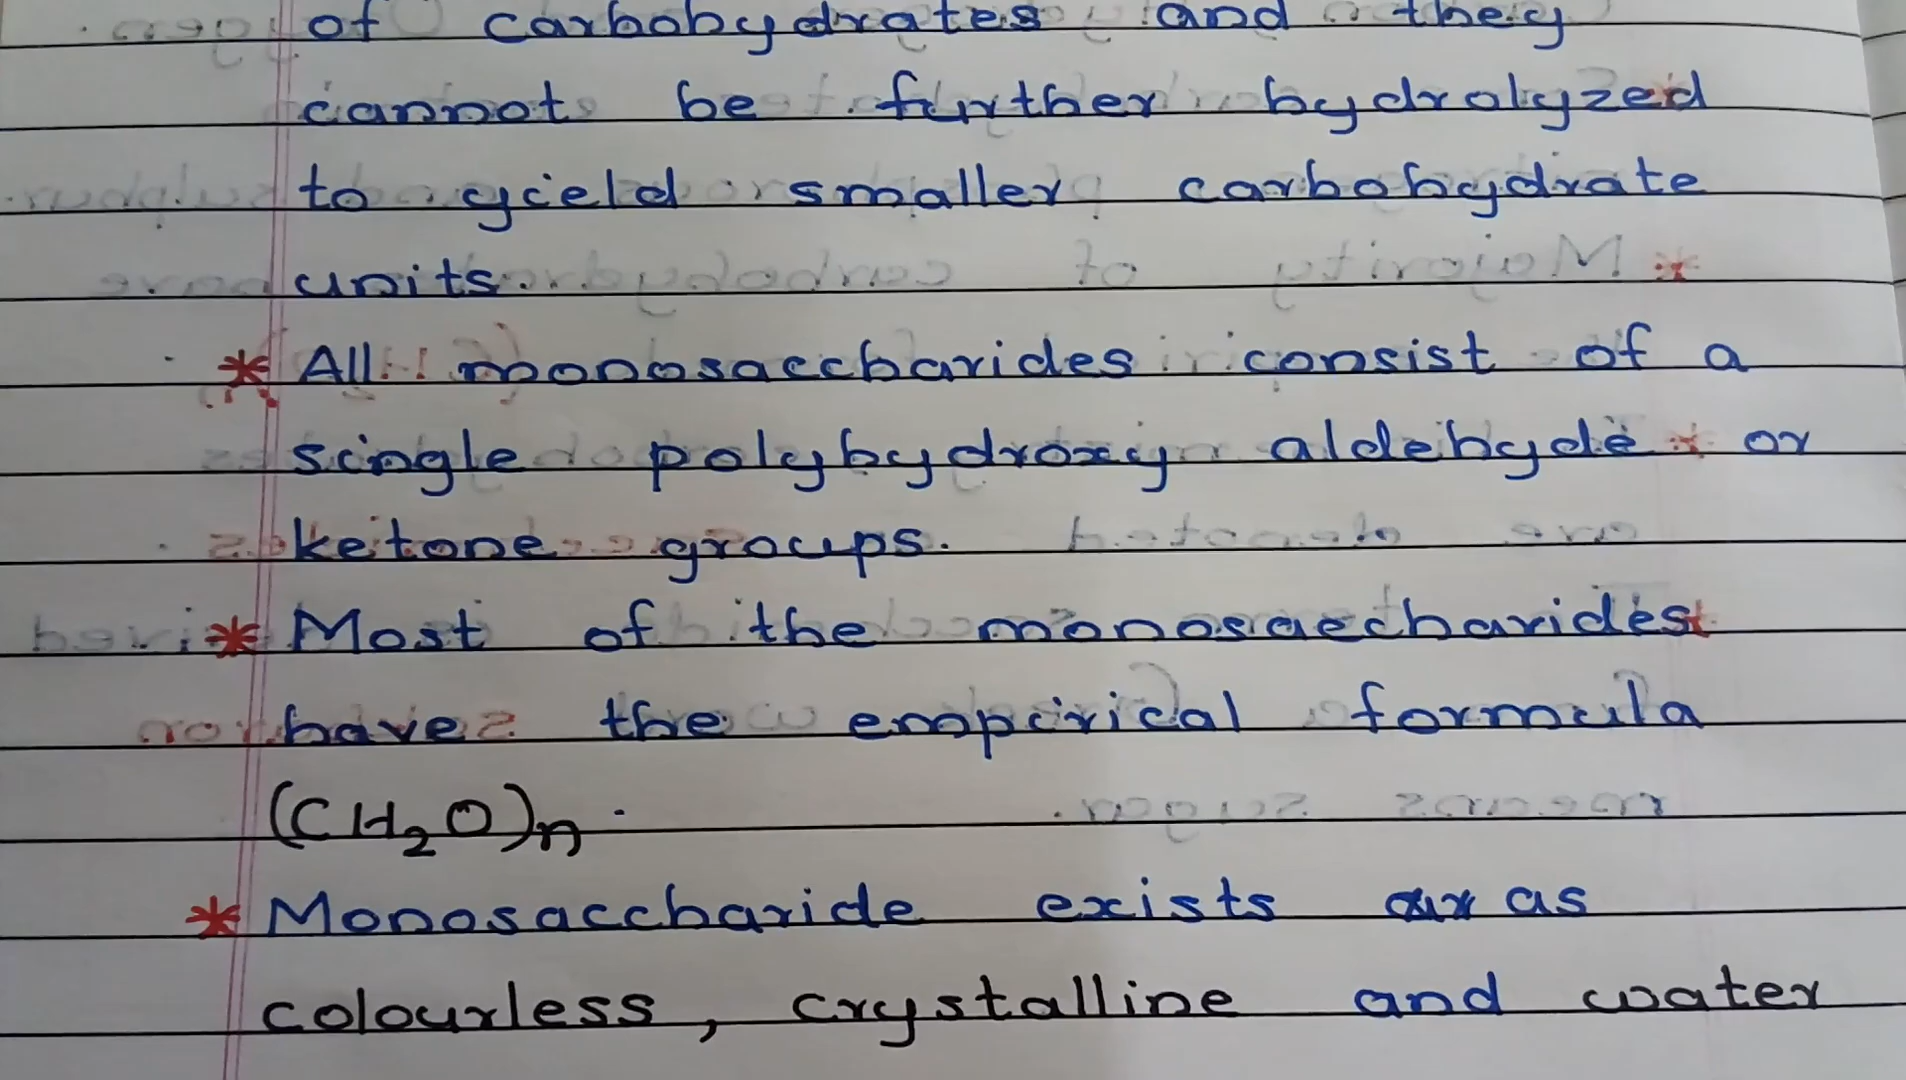 of carbohydrates and they
cannot be further hydrolyzed
to yield smaller carbohydrate
units.
* All monosaccharides consist of a
single polyhydroxy aldehyde or
ketone groups.
* Most of the monosaccharides
have the empirical formula
(CH₂O)n.
* Monosaccharide exists as
colourless, crystalline and water